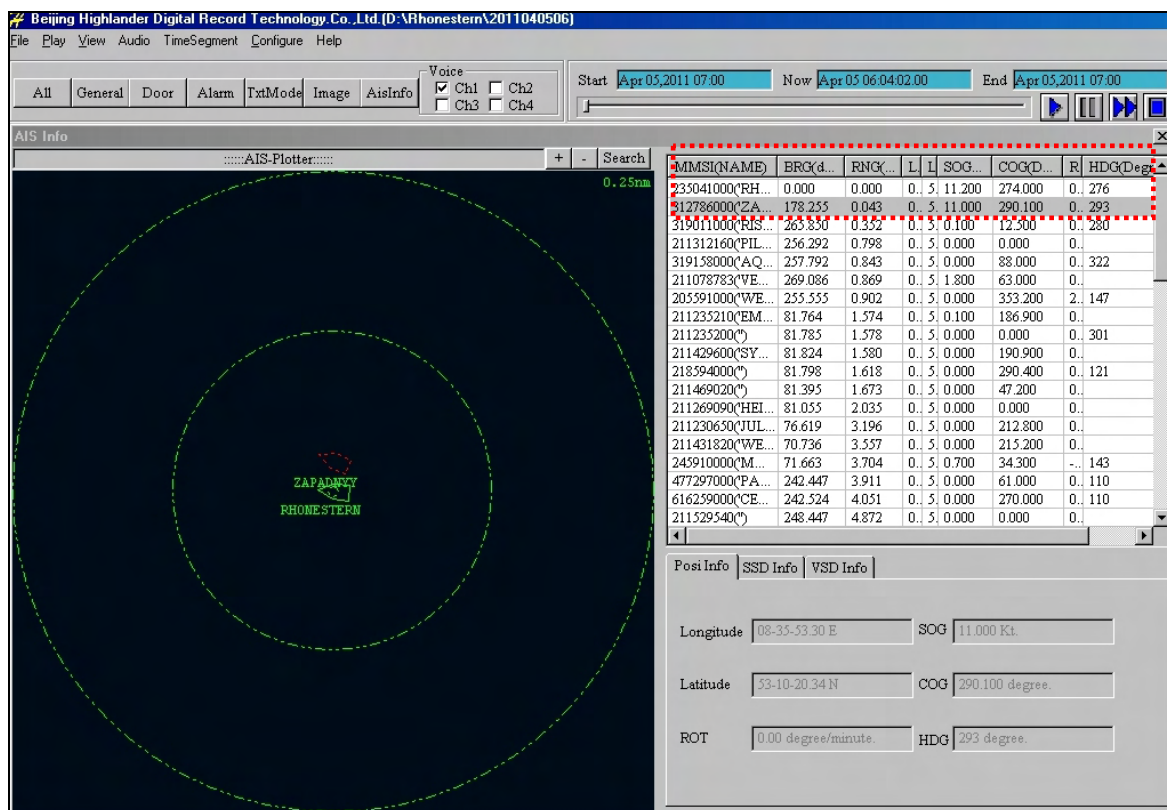 Beijing Highlander Digital Record Technology.Co.,Ltd.(D:\Rhonestern\2011040506)
File Play View Audio TimeSegment Configure Help
All General Door Alarm TxtMode Image AisInfo
Voice
Ch1 Ch2
Ch3 Ch4
Start Apr 05,2011 07:00 Now Apr 05 06:04:02.00 End Apr 05,2011 07:00
AIS Info
::::::AIS-Plotter:::::: + - Search
0.25nm
ZAPADNYY
RHONESTERN
MMSI(NAME) BRG(d... RNG(... L. L SOG... COG(D... R HDG(Degr
235041000('RH... 0.000 0.000 0.. 5. 11.200 274.000 0.. 276
312786000('ZA... 178.255 0.043 0.. 5. 11.000 290.100 0.. 293
319011000('RIS... 265.850 0.352 0.. 5. 0.100 12.500 0.. 280
211312160('PIL... 256.292 0.798 0.. 5. 0.000 0.000 0..
319158000('AQ... 257.792 0.843 0.. 5. 0.000 88.000 0.. 322
211078783('VE... 269.086 0.869 0.. 5. 1.800 63.000 0..
205591000('WE... 255.555 0.902 0.. 5. 0.000 353.200 2.. 147
211235210('EM... 81.764 1.574 0.. 5. 0.100 186.900 0..
211235200('') 81.785 1.578 0.. 5. 0.000 0.000 0.. 301
211429600('SY... 81.824 1.580 0.. 5. 0.000 190.900 0..
218594000('') 81.798 1.618 0.. 5. 0.000 290.400 0.. 121
211469020('') 81.395 1.673 0.. 5. 0.000 47.200 0..
211269090('HEI... 81.055 2.035 0.. 5. 0.000 0.000 0..
211230650('JUL... 76.619 3.196 0.. 5. 0.000 212.800 0..
211431820('WE... 70.736 3.557 0.. 5. 0.000 215.200 0..
245910000('M... 71.663 3.704 0.. 5. 0.700 34.300 -.. 143
477297000('PA... 242.447 3.911 0.. 5. 0.000 61.000 0.. 110
616259000('CE... 242.524 4.051 0.. 5. 0.000 270.000 0.. 110
211529540('') 248.447 4.872 0.. 5. 0.000 0.000 0..
Posi Info SSD Info VSD Info
Longitude 08-35-53.30 E SOG 11.000 Kt.
Latitude 53-10-20.34 N COG 290.100 degree.
ROT 0.00 degree/minute. HDG 293 degree.